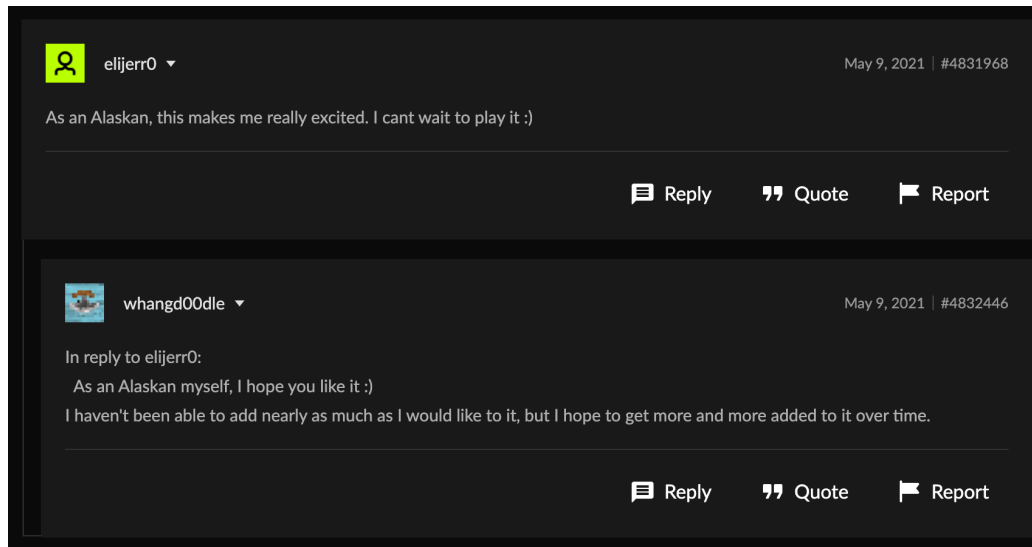 elijerr0
May 9, 2021 | #4831968
As an Alaskan, this makes me really excited. I cant wait to play it :)
Reply Quote Report
whangd00dle
May 9, 2021 | #4832446
In reply to elijerr0:
As an Alaskan myself, I hope you like it :)
I haven't been able to add nearly as much as I would like to it, but I hope to get more and more added to it over time.
Reply Quote Report